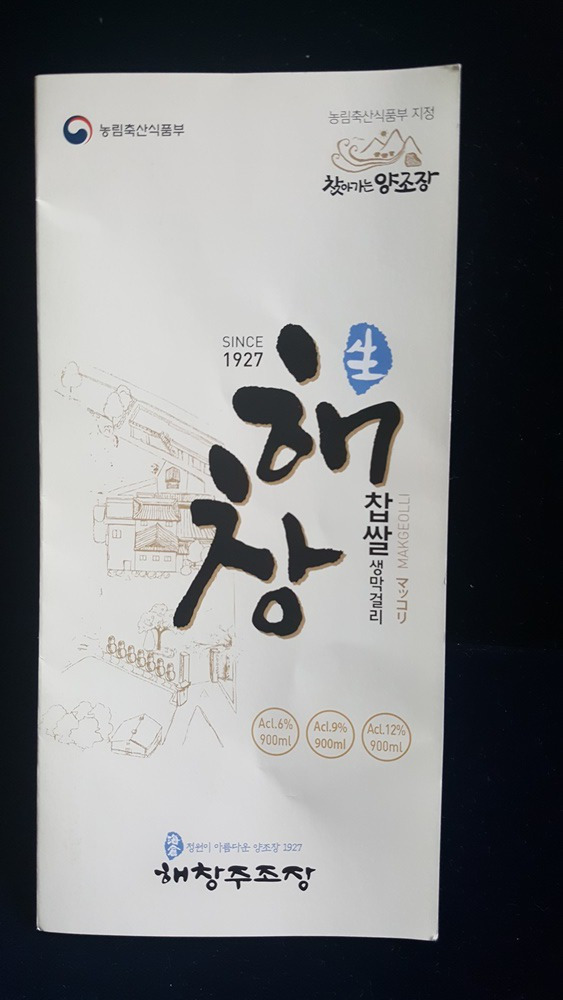 농림축산식품부
농림축산식품부 지정
찾아가는 양조장
SINCE
1927
生
해창
찹쌀 생막걸리
MAKGEOLLI マッコリ
Acl.6%
900ml
Acl.9%
900ml
Acl.12%
900ml
海倉
정원이 아름다운 양조장 1927
해창주조장